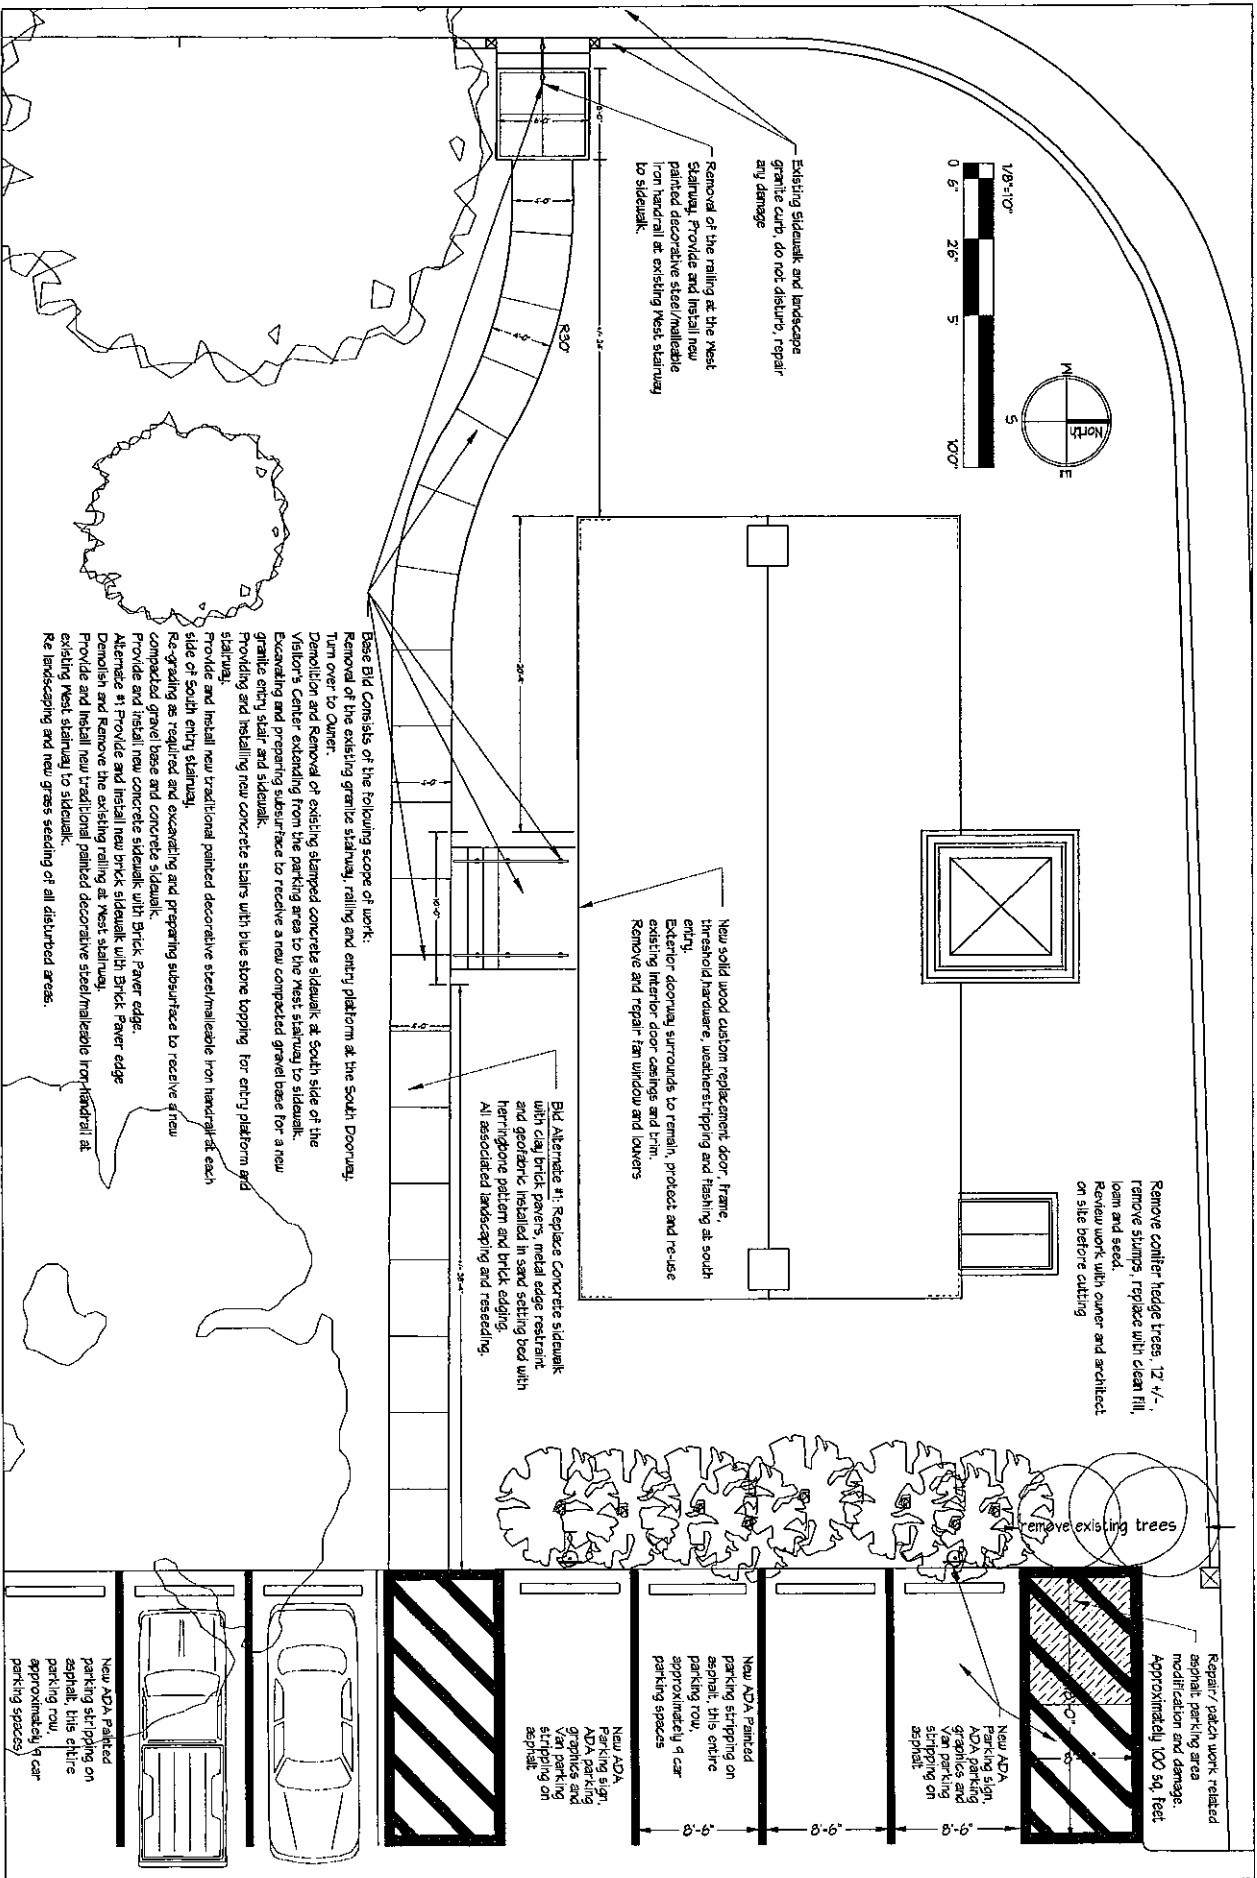 1/8"=1'0"
0 6" 2'6" 5' 10'0"
W
North
S
E
Existing Sidewalk and landscape
granite curb, do not disturb, repair
any damage
Removal of the railing at the West
Stairway. Provide and install new
painted decorative steel/malleable
iron handrail at existing West stairway
to sidewalk.
R30'
Remove conifer hedge trees, 12' +/-,
remove stumps, replace with clean fill,
loam and seed.
Review work with owner and architect
on site before cutting
remove existing trees
Repair/ patch work related
asphalt parking area
modification and damage.
Approximately 100 sq. feet
New solid wood custom replacement door, frame,
threshold,hardware, weatherstripping and flashing at south
entry.
Exterior doorway surrounds to remain, protect and re-use
existing interior door casings and trim.
Remove and repair fan window and louvers
Bid Alternate #1: Replace Concrete sidewalk
with clay brick pavers, metal edge restraint
and geofabric installed in sand setting bed with
herringbone pattern and brick edging.
All associated landscaping and reseeding.
Base Bid Consists of the following scope of work:
Removal of the existing granite stairway, railing and entry platform at the South Doorway.
Turn over to Owner.
Demolition and Removal of existing stamped concrete sidewalk at South side of the
Visitor's Center extending from the parking area to the West stairway to sidewalk.
Excavating and preparing subsurface to receive a new compacted gravel base for a new
granite entry stair and sidewalk.
Providing and installing new concrete stairs with blue stone topping for entry platform and
stairway.
Provide and install new traditional painted decorative steel/malleable iron handrail at each
side of South entry stairway.
Re-grading as required and excavating and preparing subsurface to receive a new
compacted gravel base and concrete sidewalk.
Provide and install new concrete sidewalk with Brick Paver edge.
Alternate #1 Provide and install new brick sidewalk with Brick Paver edge
Demolish and Remove the existing railing at West stairway.
Provide and install new traditional painted decorative steel/malleable iron handrail at
existing West stairway to sidewalk.
Re landscaping and new grass seeding of all disturbed areas.
New ADA
Parking sign,
ADA parking
graphics and
Van parking
stripping on
asphalt
8'-6"
8'-6"
8'-6"
New ADA Painted
parking stripping on
asphalt, this entire
parking row,
approximately 9 car
parking spaces
New ADA
Parking sign,
ADA parking
graphics and
Van parking
stripping on
asphalt
New ADA Painted
parking stripping on
asphalt, this entire
parking row,
approximately 9 car
parking spaces